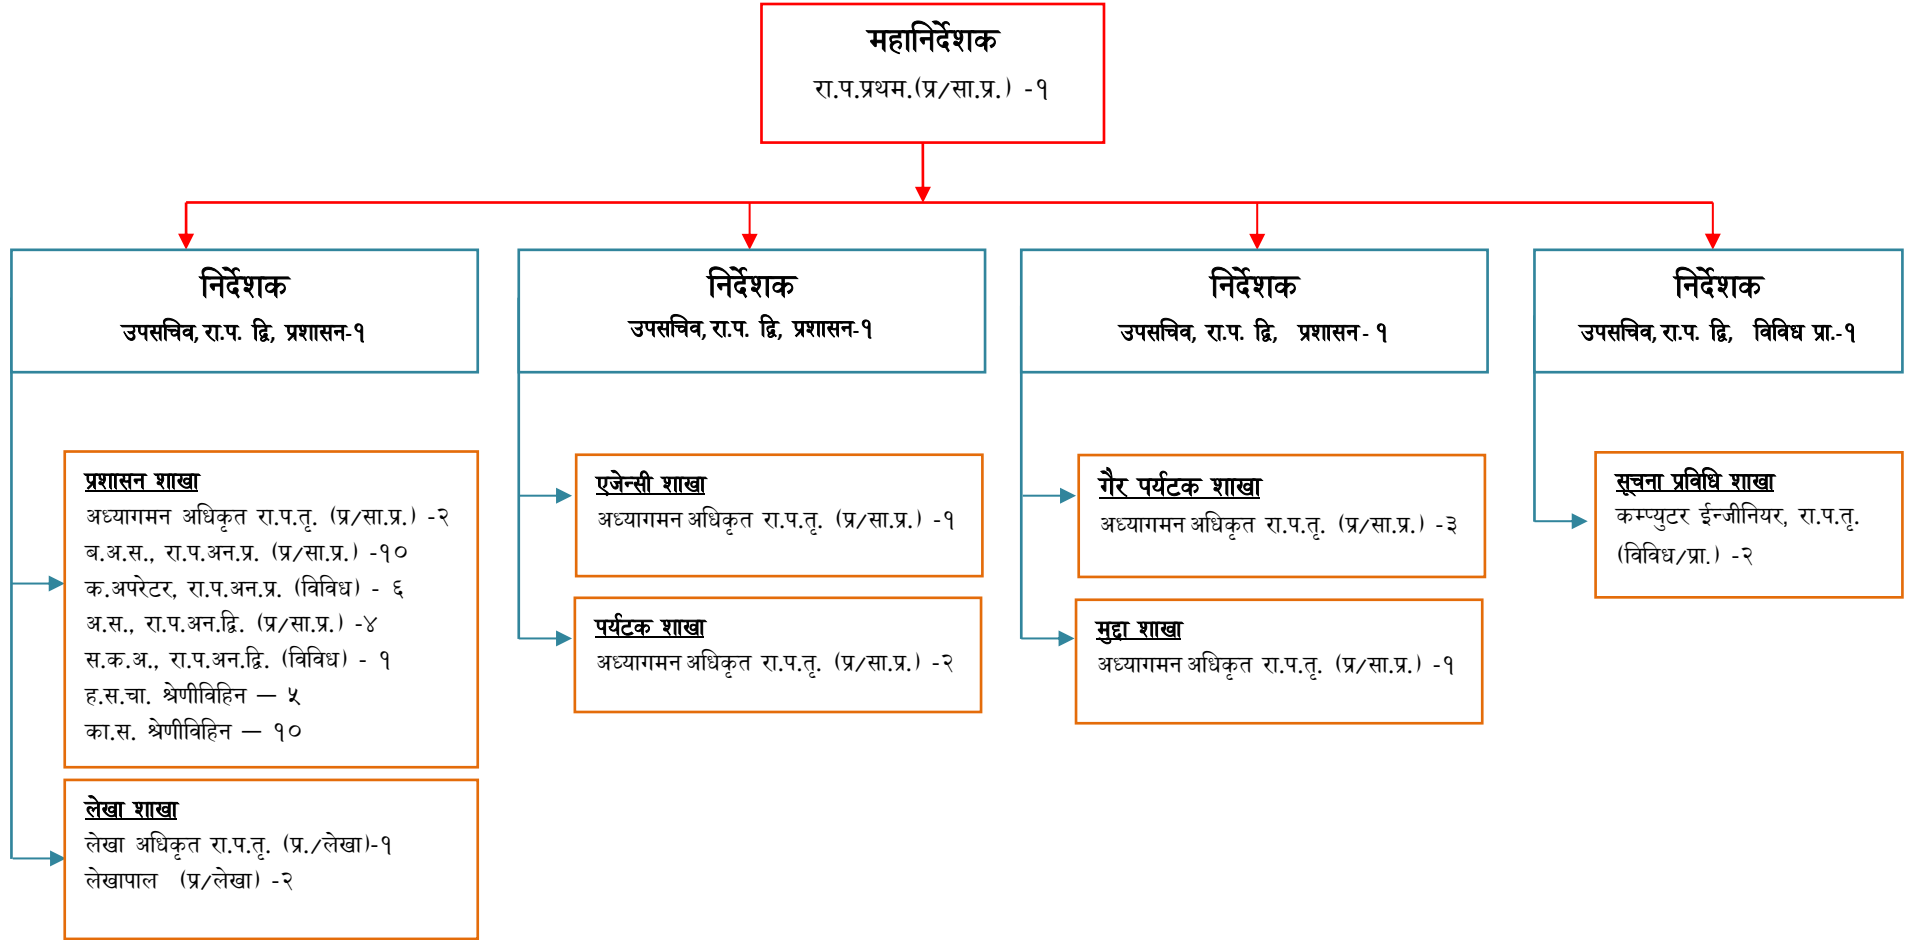 महानिर्देशक
रा.प.प्रथम.(प्र/सा.प्र.) -१
निर्देशक
उपसचिव, रा.प. द्वि, प्रशासन-१
निर्देशक
उपसचिव, रा.प. द्वि, प्रशासन-१
निर्देशक
उपसचिव, रा.प. द्वि, प्रशासन - १
निर्देशक
उपसचिव, रा.प. द्वि, विविध प्रा.-१
प्रशासन शाखा
अध्यागमन अधिकृत रा.प.तृ. (प्र/सा.प्र.) -२
ब.अ.स., रा.प.अन.प्र. (प्र/सा.प्र.) -१०
क.अपरेटर, रा.प.अन.प्र. (विविध) - ६
अ.स., रा.प.अन.द्वि. (प्र/सा.प्र.) -४
स.क.अ., रा.प.अन.द्वि. (विविध) - १
ह.स.चा. श्रेणीविहिन — ५
का.स. श्रेणीविहिन — १०
लेखा शाखा
लेखा अधिकृत रा.प.तृ. (प्र./लेखा)-१
लेखापाल (प्र/लेखा) -२
एजेन्सी शाखा
अध्यागमन अधिकृत रा.प.तृ. (प्र/सा.प्र.) -१
पर्यटक शाखा
अध्यागमन अधिकृत रा.प.तृ. (प्र/सा.प्र.) -२
गैर पर्यटक शाखा
अध्यागमन अधिकृत रा.प.तृ. (प्र/सा.प्र.) -३
मुद्दा शाखा
अध्यागमन अधिकृत रा.प.तृ. (प्र/सा.प्र.) -१
सूचना प्रविधि शाखा
कम्प्युटर ईन्जीनियर, रा.प.तृ.
(विविध/प्रा.) -२